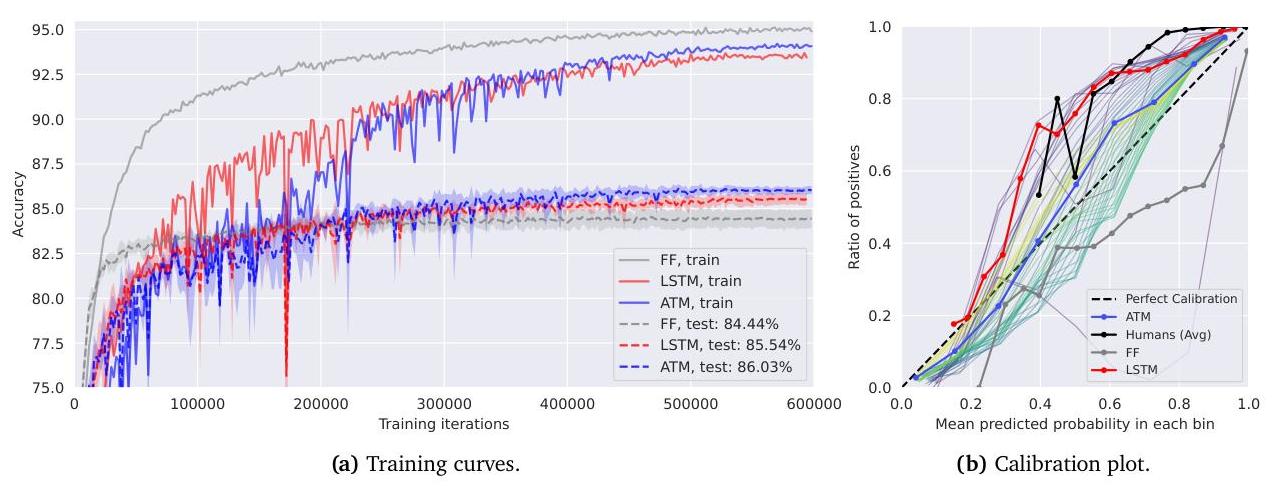 95.0
92.5
90.0
87.5
85.0
82.5
80.0
77.5
75.0
Accuracy
0 100000 200000 300000 400000 500000 600000
Training iterations
FF, train
LSTM, train
ATM, train
FF, test: 84.44%
LSTM, test: 85.54%
ATM, test: 86.03%
(a) Training curves.
1.0
0.8
0.6
0.4
0.2
0.0
Ratio of positives
0.0 0.2 0.4 0.6 0.8 1.0
Mean predicted probability in each bin
Perfect Calibration
ATM
Humans (Avg)
FF
LSTM
(b) Calibration plot.